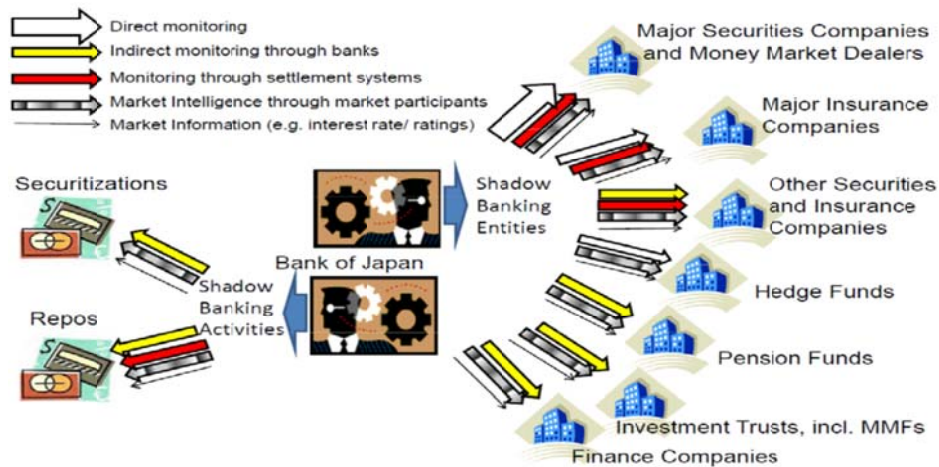 Direct monitoring
Indirect monitoring through banks
Monitoring through settlement systems
Market Intelligence through market participants
Market Information (e.g. interest rate/ ratings)
Major Securities Companies
and Money Market Dealers
Major Insurance
Companies
Securitizations
Shadow
Banking
Entities
Other Securities
and Insurance
Companies
Bank of Japan
Shadow
Banking
Activities
Hedge Funds
Repos
Pension Funds
Investment Trusts, incl. MMFs
Finance Companies